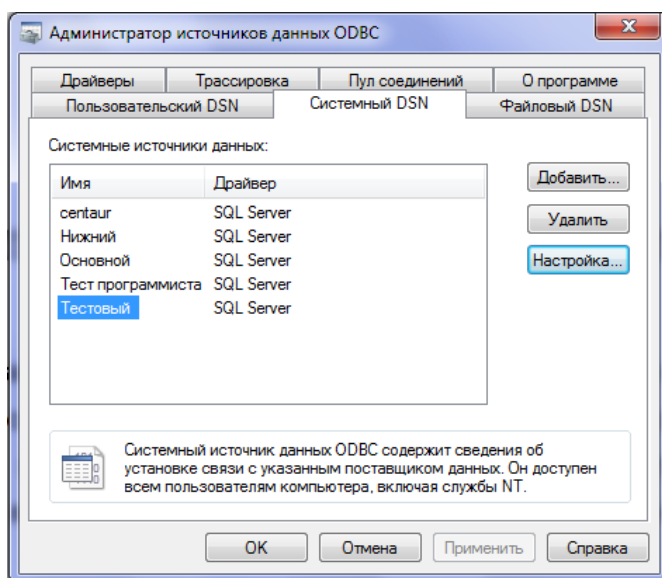 Администратор источников данных ODBC
Драйверы Трассировка Пул соединений О программе
Пользовательский DSN Системный DSN Файловый DSN
Системные источники данных:
Имя Драйвер
centaur SQL Server
Нижний SQL Server
Основной SQL Server
Тест программиста SQL Server
Тестовый SQL Server
Добавить...
Удалить
Настройка...
Системный источник данных ODBC содержит сведения об
установке связи с указанным поставщиком данных. Он доступен
всем пользователям компьютера, включая службы NT.
OK Отмена Применить Справка